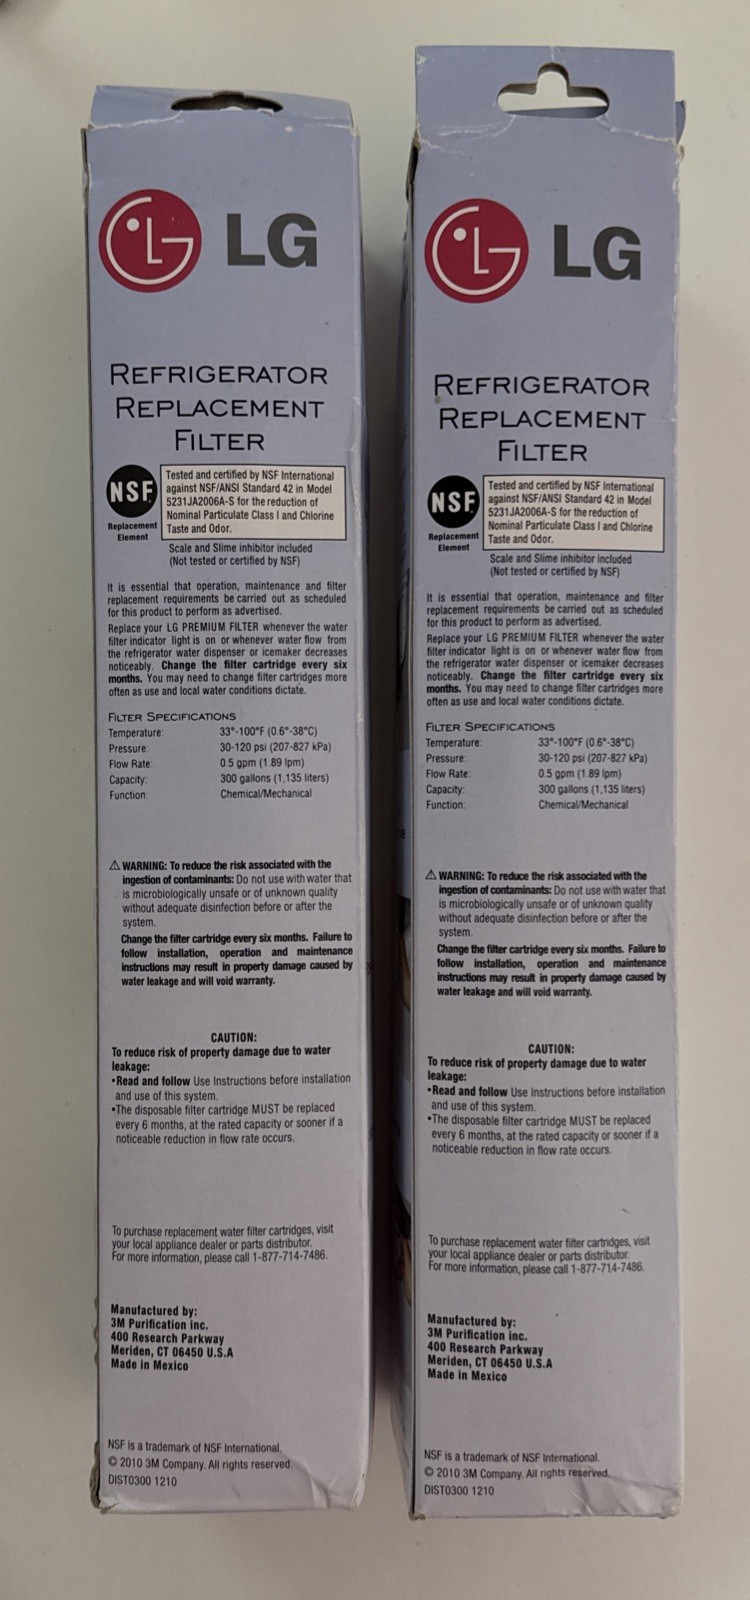 LG
REFRIGERATOR
REPLACEMENT
FILTER
NSF
Replacement
Element
Tested and certified by NSF International
against NSF/ANSI Standard 42 in Model
5231JA2006A-S for the reduction of
Nominal Particulate Class I and Chlorine
Taste and Odor.
Scale and Slime inhibitor included
(Not tested or certified by NSF)
It is essential that operation, maintenance and filter
replacement requirements be carried out as scheduled
for this product to perform as advertised.
Replace your LG PREMIUM FILTER whenever the water
filter indicator light is on or whenever water flow from
the refrigerator water dispenser or icemaker decreases
noticeably. Change the filter cartridge every six
months. You may need to change filter cartridges more
often as use and local water conditions dictate.
FILTER SPECIFICATIONS
Temperature: 33°-100°F (0.6°-38°C)
Pressure: 30-120 psi (207-827 kPa)
Flow Rate: 0.5 gpm (1.89 lpm)
Capacity: 300 gallons (1,135 liters)
Function: Chemical/Mechanical
⚠ WARNING: To reduce the risk associated with the
ingestion of contaminants: Do not use with water that
is microbiologically unsafe or of unknown quality
without adequate disinfection before or after the
system.
Change the filter cartridge every six months. Failure to
follow installation, operation and maintenance
instructions may result in property damage caused by
water leakage and will void warranty.
CAUTION:
To reduce risk of property damage due to water
leakage:
•Read and follow Use Instructions before installation
and use of this system.
•The disposable filter cartridge MUST be replaced
every 6 months, at the rated capacity or sooner if a
noticeable reduction in flow rate occurs.
To purchase replacement water filter cartridges, visit
your local appliance dealer or parts distributor.
For more information, please call 1-877-714-7486.
Manufactured by:
3M Purification inc.
400 Research Parkway
Meriden, CT 06450 U.S.A
Made in Mexico
NSF is a trademark of NSF International.
© 2010 3M Company. All rights reserved.
DIST0300 1210
LG
REFRIGERATOR
REPLACEMENT
FILTER
NSF
Replacement
Element
Tested and certified by NSF International
against NSF/ANSI Standard 42 in Model
5231JA2006A-S for the reduction of
Nominal Particulate Class I and Chlorine
Taste and Odor.
Scale and Slime inhibitor included
(Not tested or certified by NSF)
It is essential that operation, maintenance and filter
replacement requirements be carried out as scheduled
for this product to perform as advertised.
Replace your LG PREMIUM FILTER whenever the water
filter indicator light is on or whenever water flow from
the refrigerator water dispenser or icemaker decreases
noticeably. Change the filter cartridge every six
months. You may need to change filter cartridges more
often as use and local water conditions dictate.
FILTER SPECIFICATIONS
Temperature: 33°-100°F (0.6°-38°C)
Pressure: 30-120 psi (207-827 kPa)
Flow Rate: 0.5 gpm (1.89 lpm)
Capacity: 300 gallons (1,135 liters)
Function: Chemical/Mechanical
⚠ WARNING: To reduce the risk associated with the
ingestion of contaminants: Do not use with water that
is microbiologically unsafe or of unknown quality
without adequate disinfection before or after the
system.
Change the filter cartridge every six months. Failure to
follow installation, operation and maintenance
instructions may result in property damage caused by
water leakage and will void warranty.
CAUTION:
To reduce risk of property damage due to water
leakage:
•Read and follow Use Instructions before installation
and use of this system.
•The disposable filter cartridge MUST be replaced
every 6 months, at the rated capacity or sooner if a
noticeable reduction in flow rate occurs.
To purchase replacement water filter cartridges, visit
your local appliance dealer or parts distributor.
For more information, please call 1-877-714-7486.
Manufactured by:
3M Purification inc.
400 Research Parkway
Meriden, CT 06450 U.S.A
Made in Mexico
NSF is a trademark of NSF International.
© 2010 3M Company. All rights reserved.
DIST0300 1210